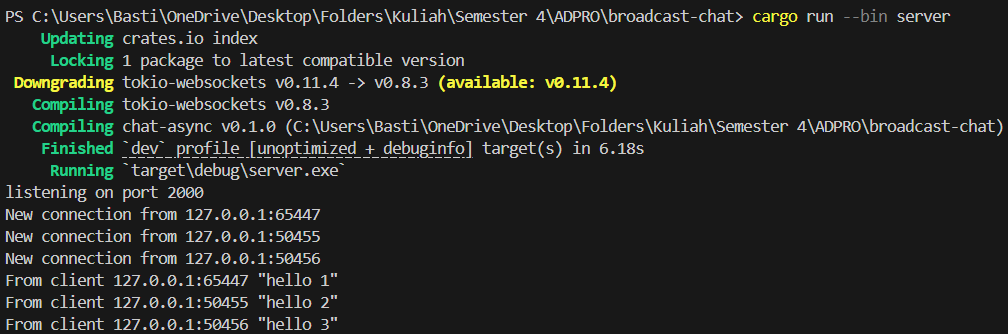 PS C:\Users\Basti\OneDrive\Desktop\Folders\Kuliah\Semester 4\ADPRO\broadcast-chat> cargo run --bin server
Updating crates.io index
Locking 1 package to latest compatible version
Downgrading tokio-websockets v0.11.4 -> v0.8.3 (available: v0.11.4)
Compiling tokio-websockets v0.8.3
Compiling chat-async v0.1.0 (C:\Users\Basti\OneDrive\Desktop\Folders\Kuliah\Semester 4\ADPRO\broadcast-chat)
Finished `dev` profile [unoptimized + debuginfo] target(s) in 6.18s
Running `target\debug\server.exe`
listening on port 2000
New connection from 127.0.0.1:65447
New connection from 127.0.0.1:50455
New connection from 127.0.0.1:50456
From client 127.0.0.1:65447 "hello 1"
From client 127.0.0.1:50455 "hello 2"
From client 127.0.0.1:50456 "hello 3"